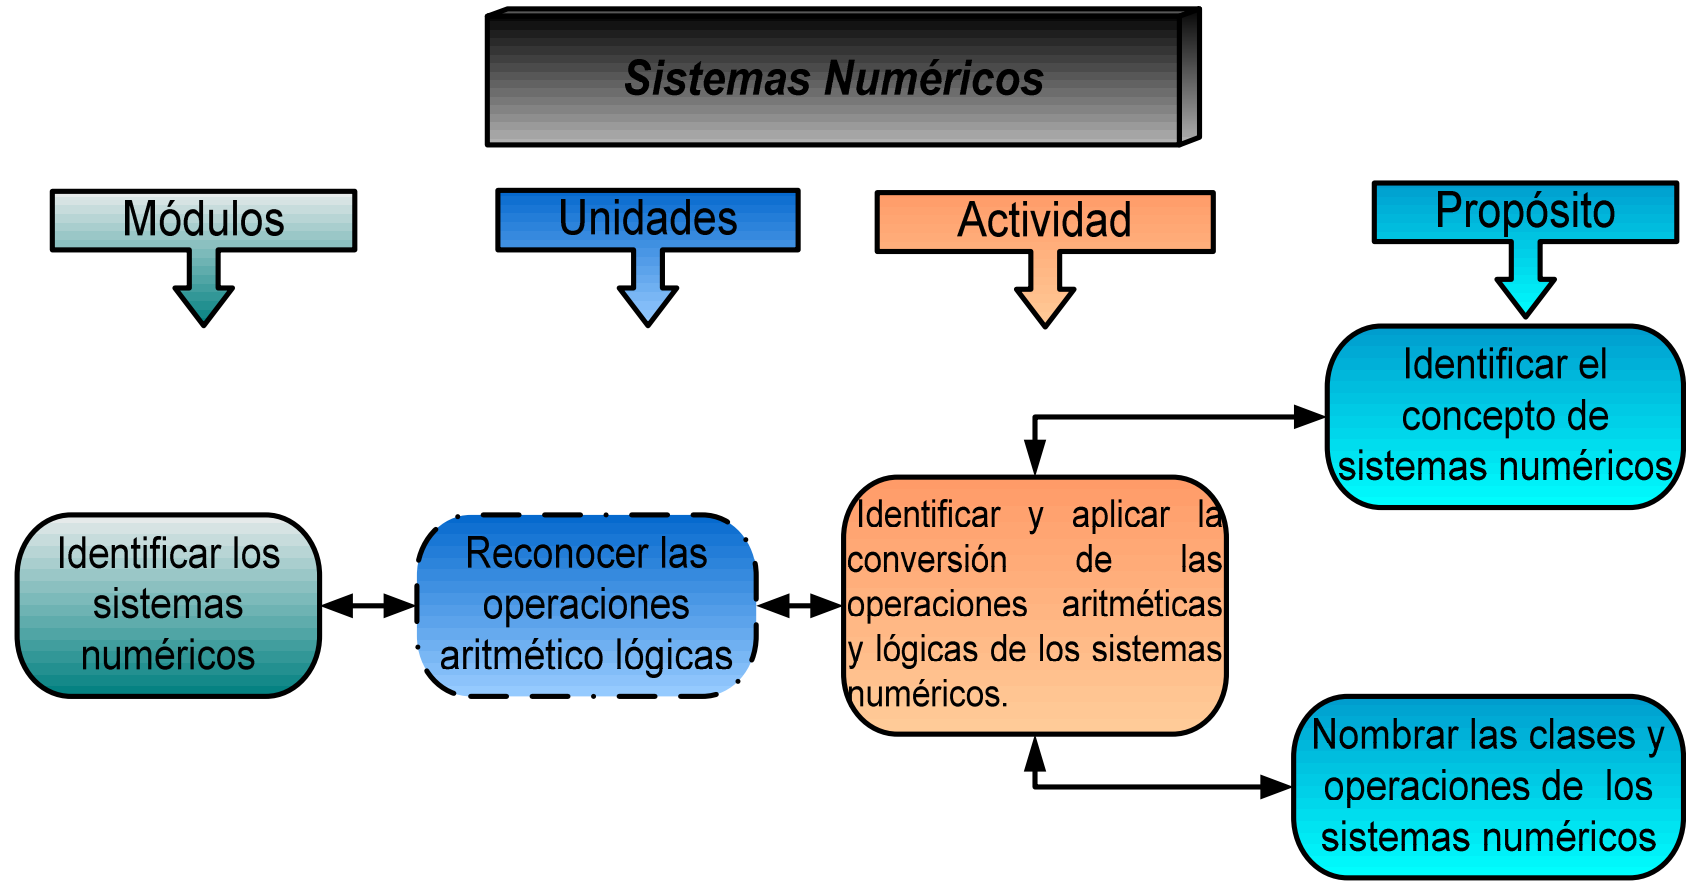 Sistemas Numéricos
Módulos
Unidades
Actividad
Propósito
Identificar los
sistemas
numéricos
Reconocer las
operaciones
aritmético lógicas
Identificar y aplicar la
conversión de las
operaciones aritméticas
y lógicas de los sistemas
numéricos.
Identificar el
concepto de
sistemas numéricos
Nombrar las clases y
operaciones de los
sistemas numéricos